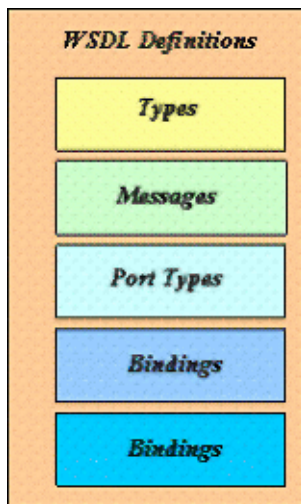 WSDL Definitions
Types
Messages
Port Types
Bindings
Bindings